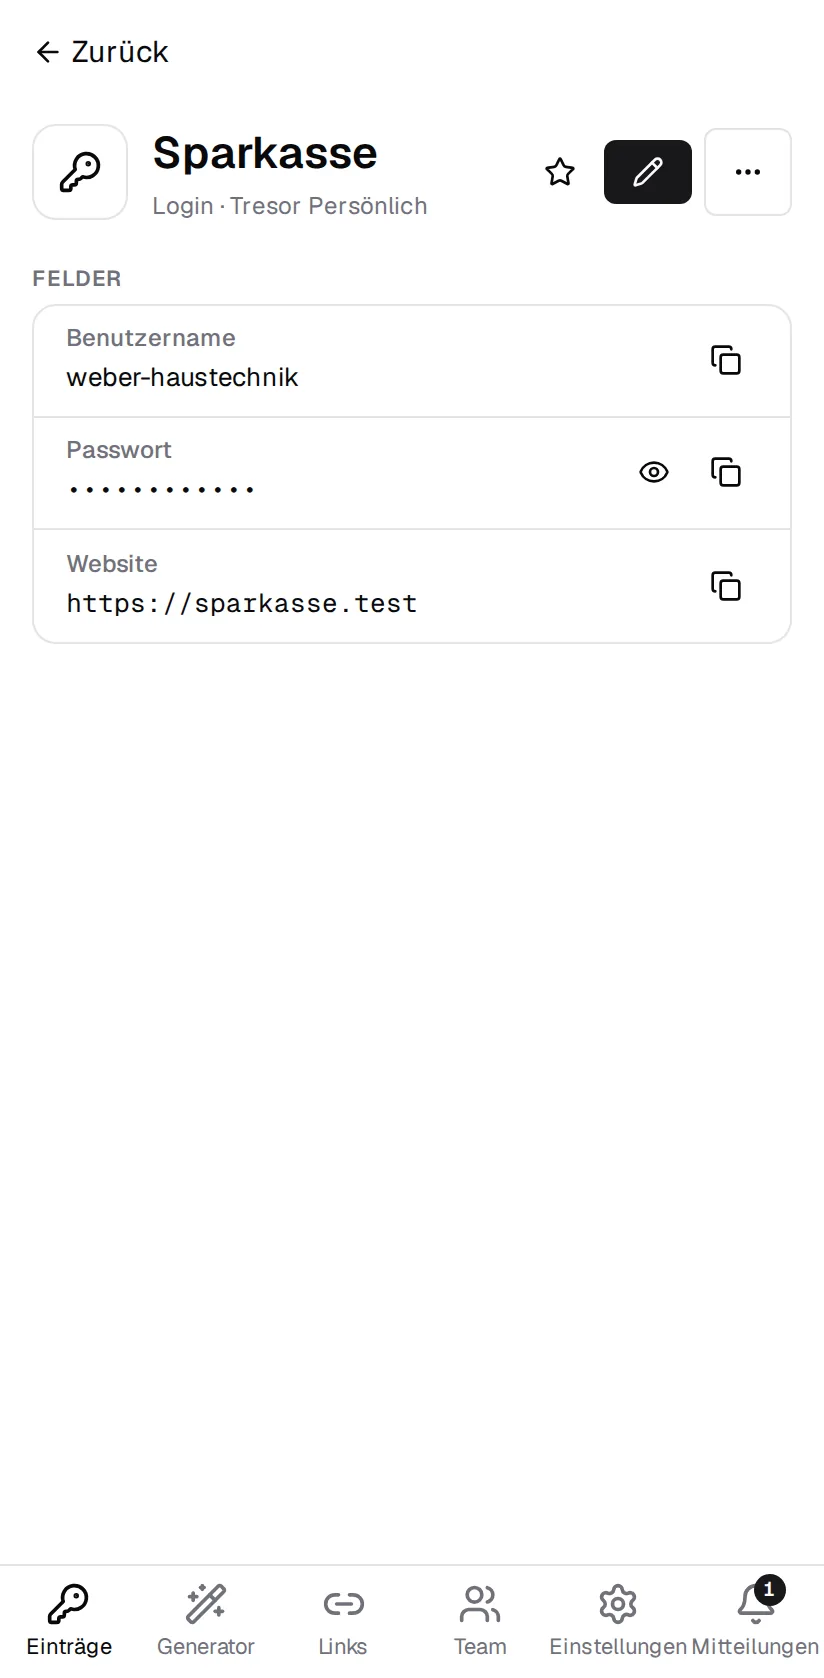 Zurück
Sparkasse
Login · Tresor Persönlich
FELDER
Benutzername
weber-haustechnik
Passwort
••••••••••••
Website
https://sparkasse.test
1
Einträge Generator Links Team Einstellungen Mitteilungen